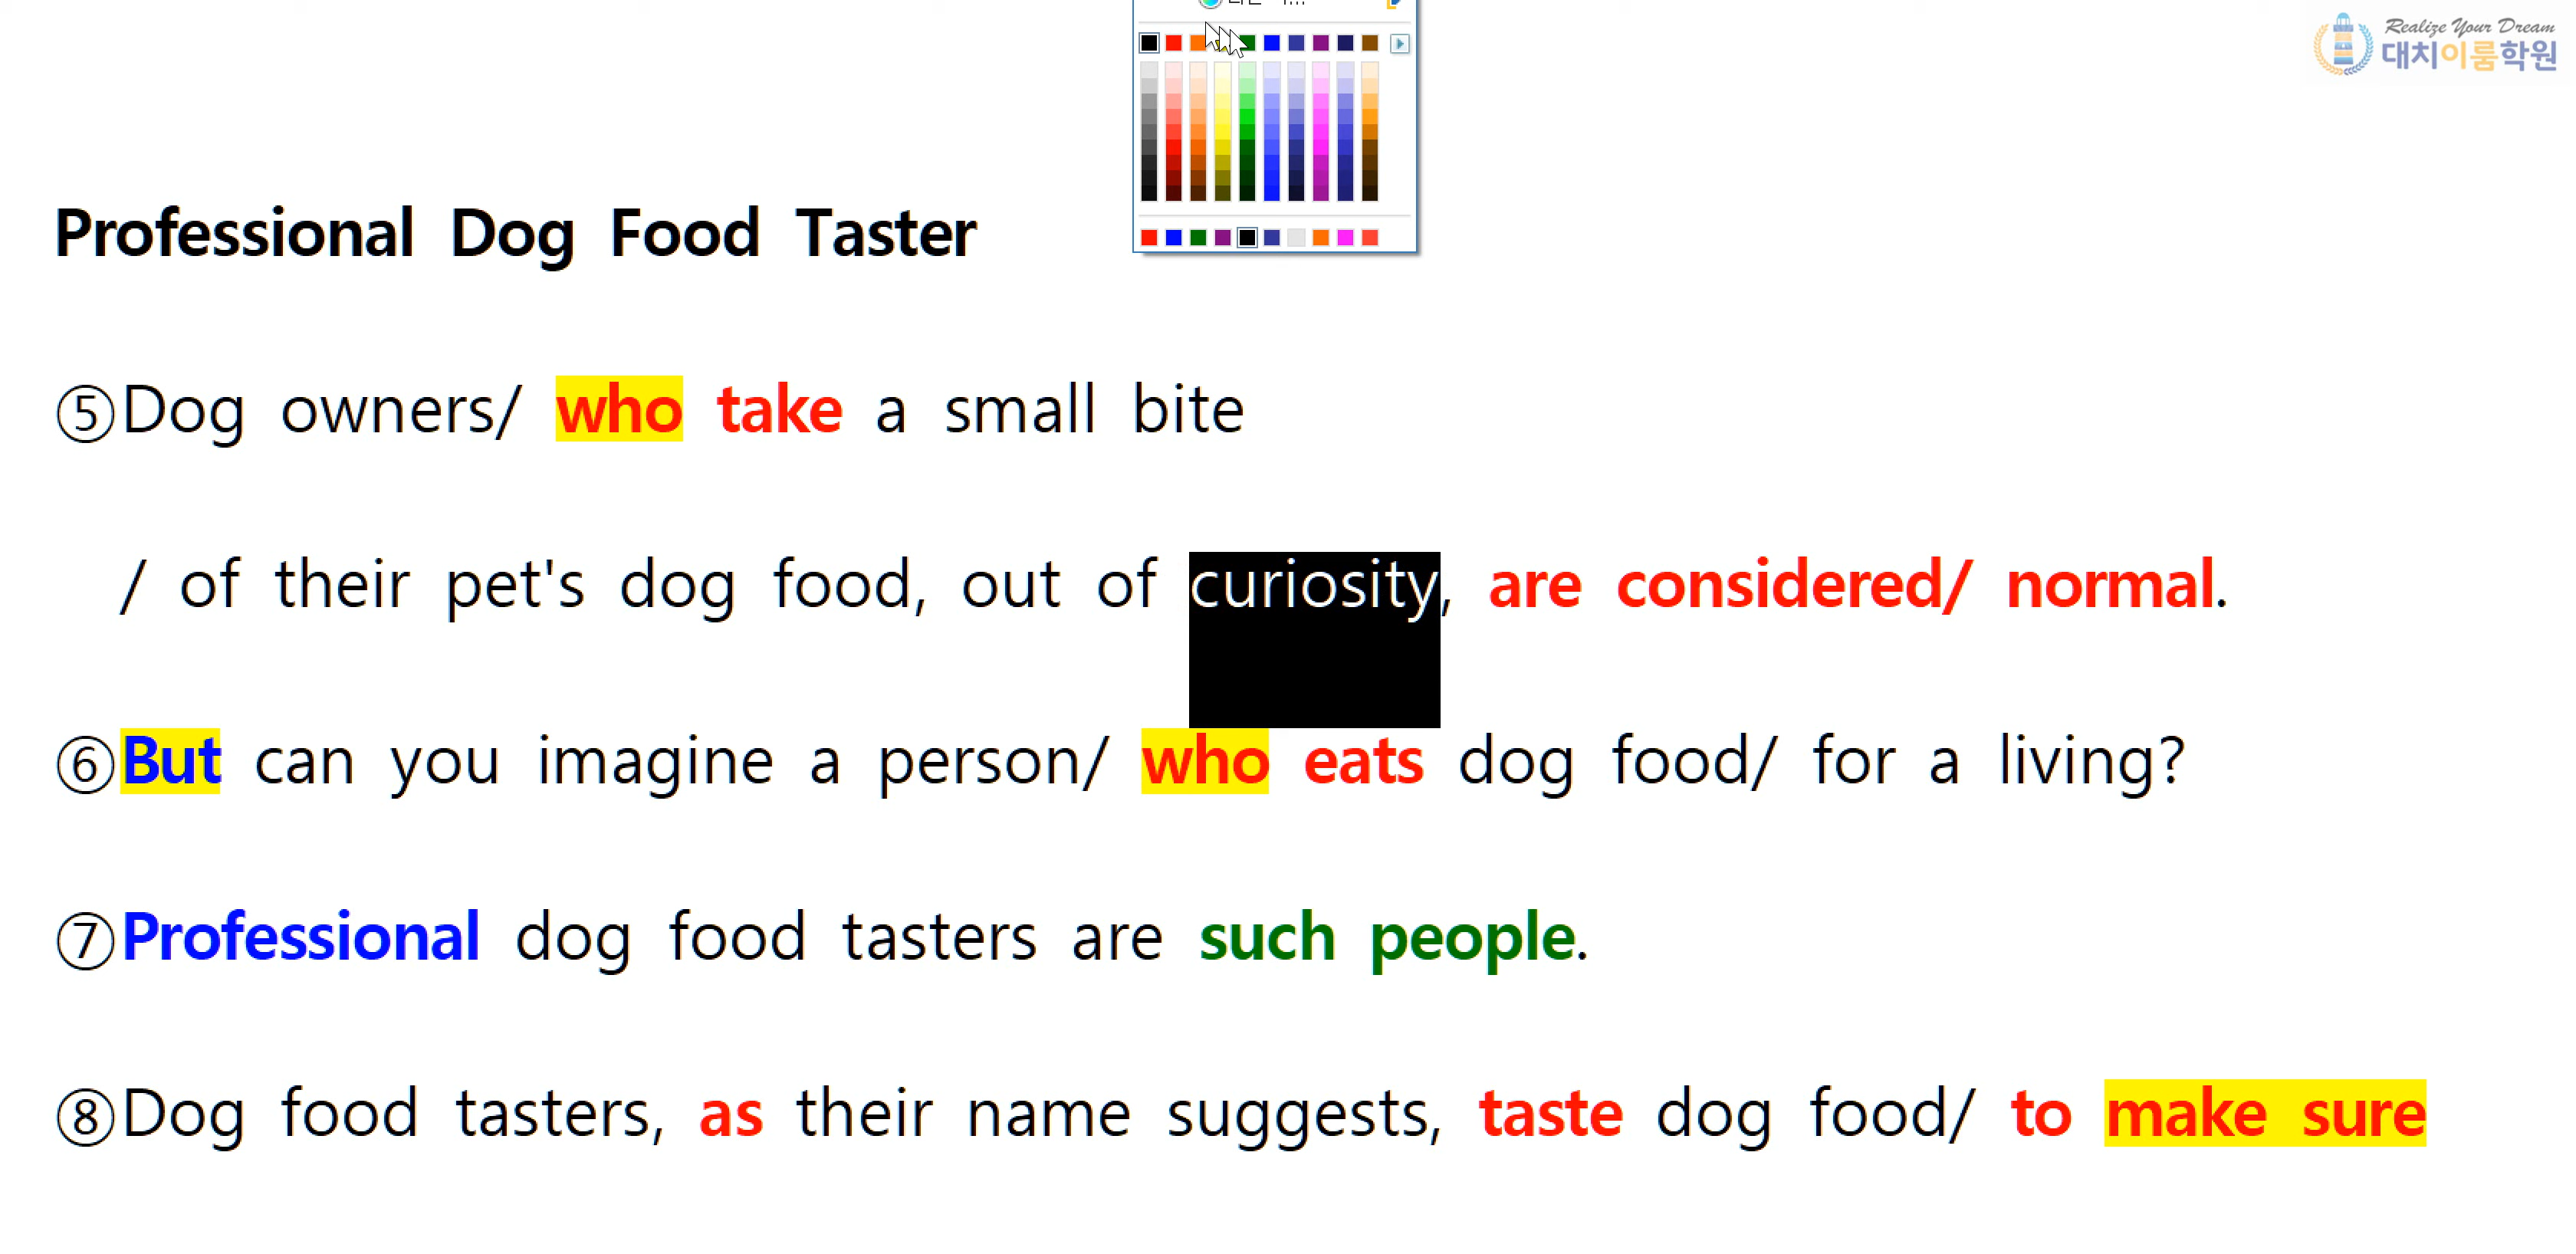 Realize Your Dream
대치이룸학원
Professional Dog Food Taster
⑤Dog owners/ who take a small bite
/ of their pet's dog food, out of curiosity, are considered/ normal.
⑥But can you imagine a person/ who eats dog food/ for a living?
⑦Professional dog food tasters are such people.
⑧Dog food tasters, as their name suggests, taste dog food/ to make sure